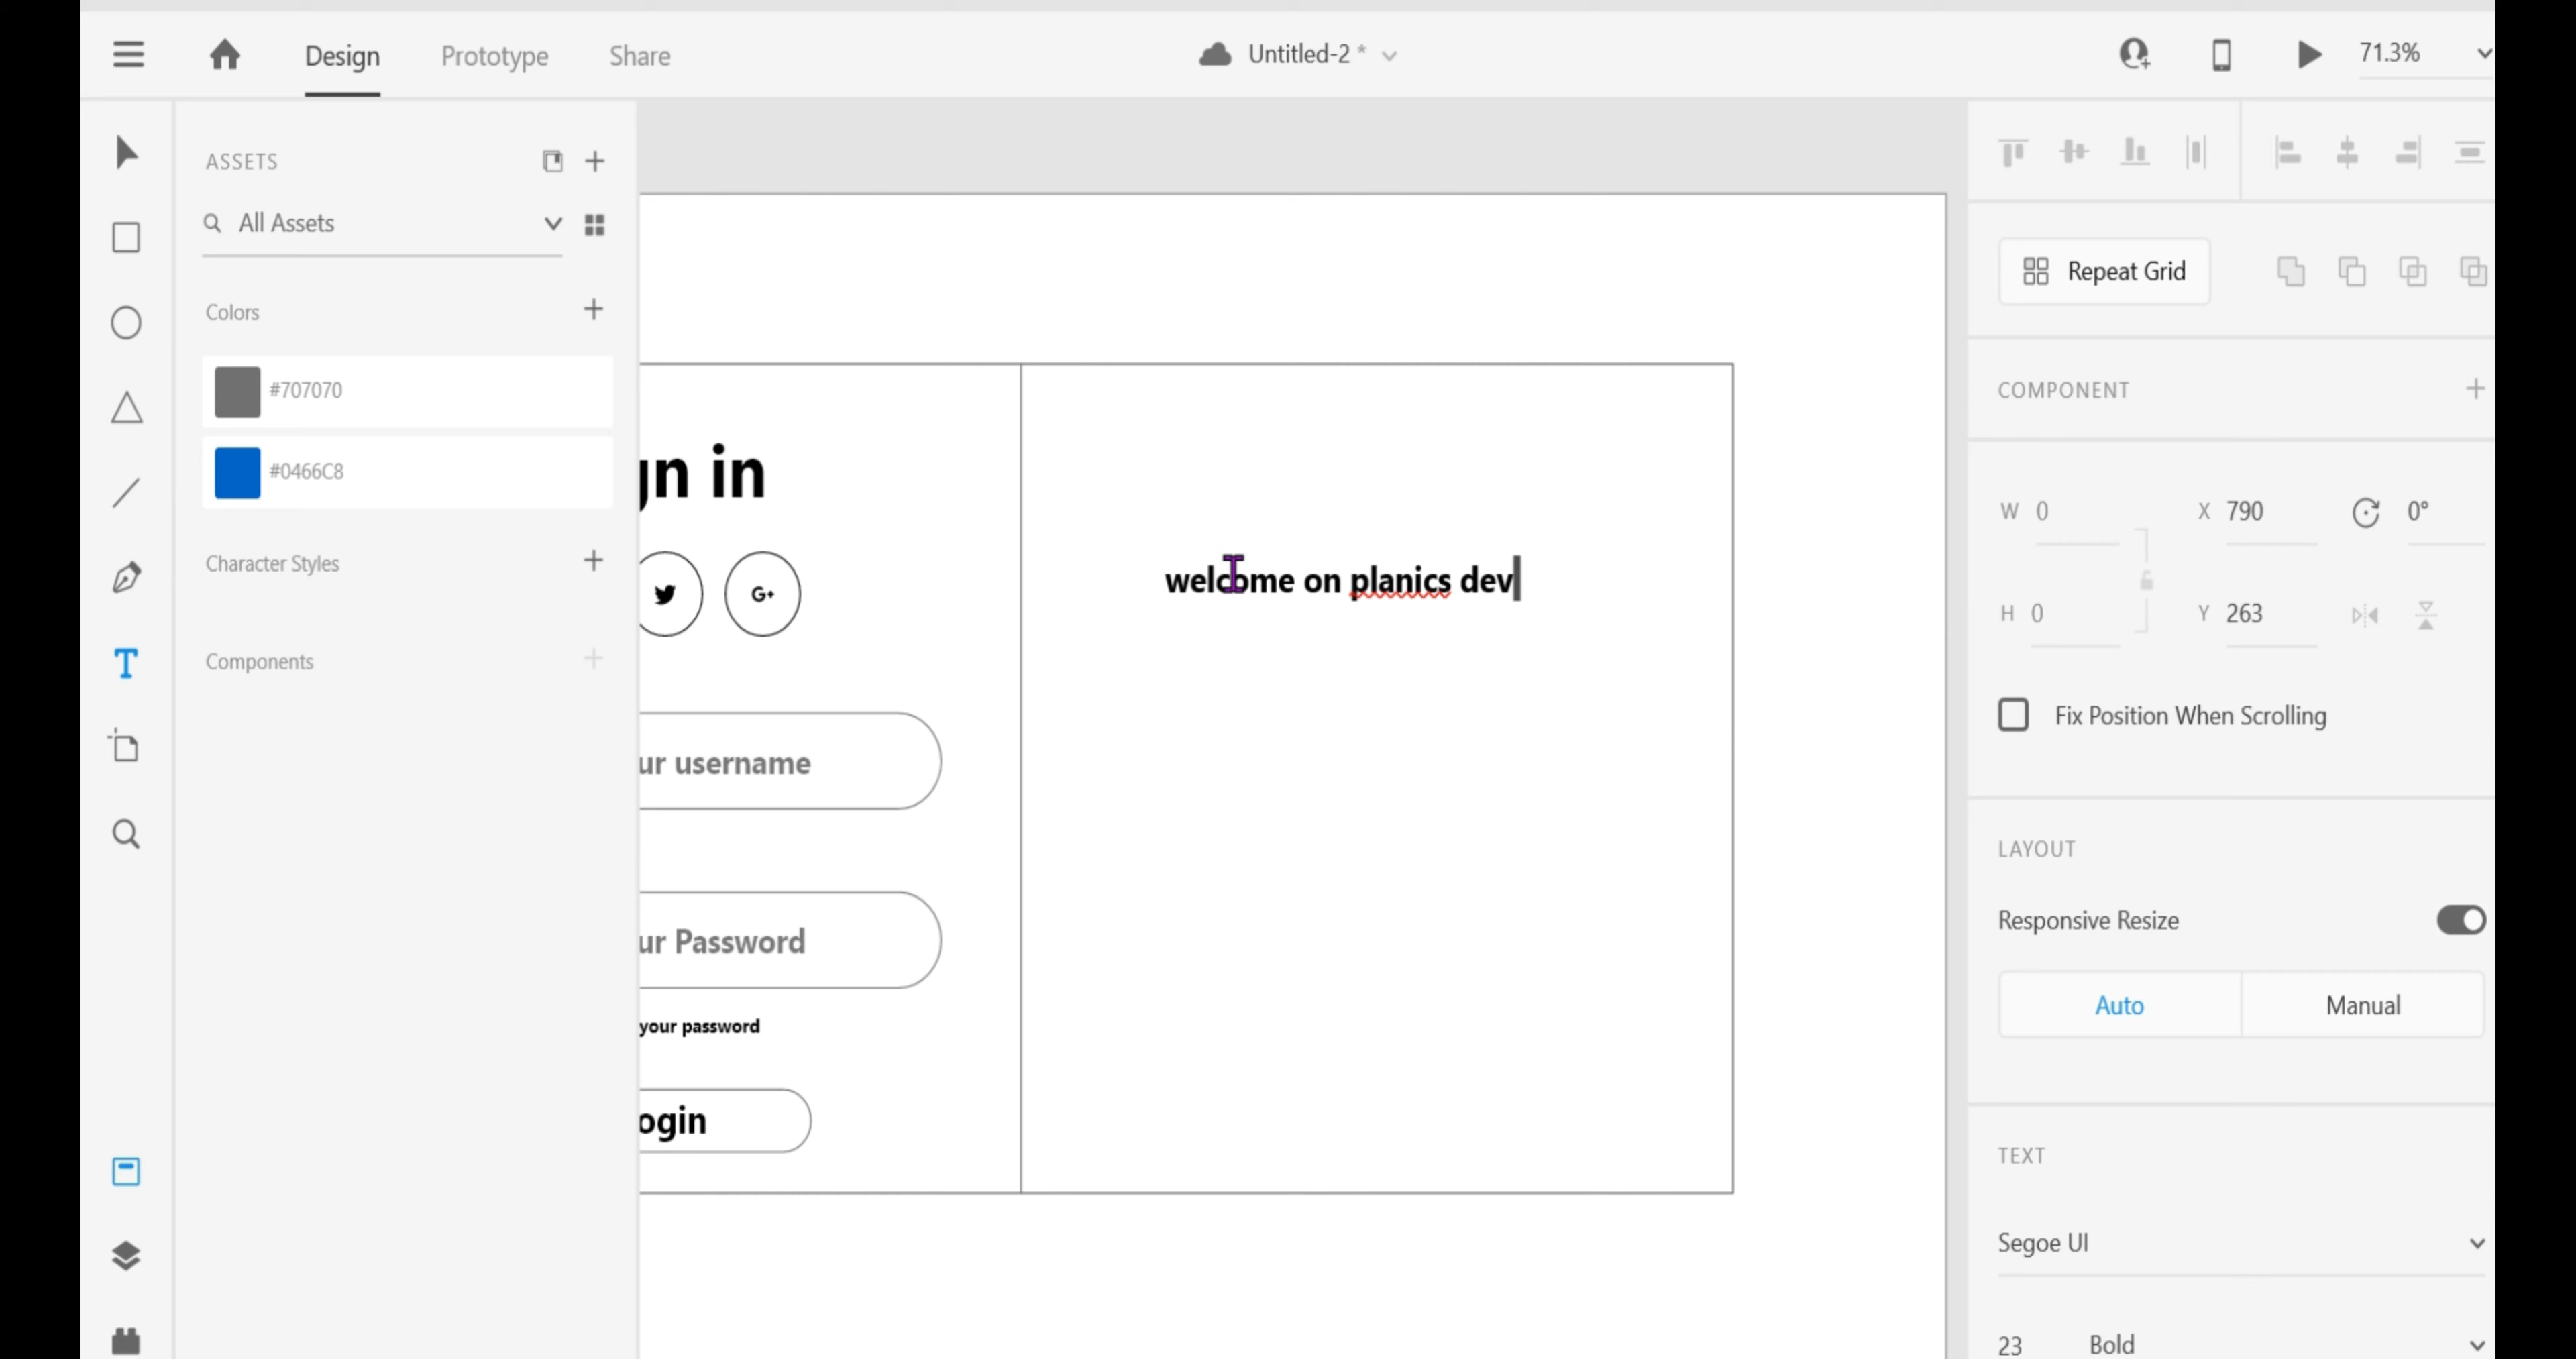 Design Prototype Share
Untitled-2 *
71.3%
ASSETS
All Assets
Colors
#707070
#0466C8
Character Styles
Components
gn in
G+
ur username
ur Password
your password
ogin
welcome on planics dev
Repeat Grid
COMPONENT
W 0 X 790 0°
H 0 Y 263
Fix Position When Scrolling
LAYOUT
Responsive Resize
Auto Manual
TEXT
Segoe UI
23 Bold